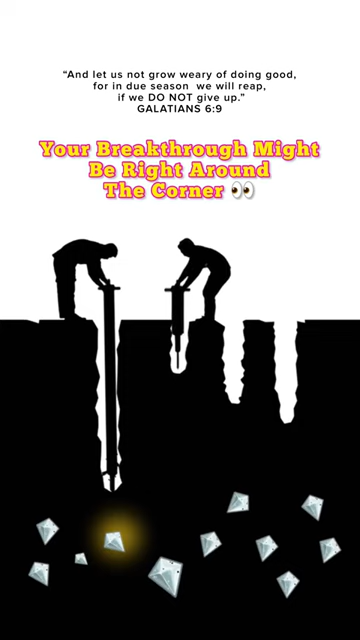 “And let us not grow weary of doing good,
for in due season we will reap,
if we DO NOT give up.”
GALATIANS 6:9
Your Breakthrough Might
Be Right Around
The Corner 👀